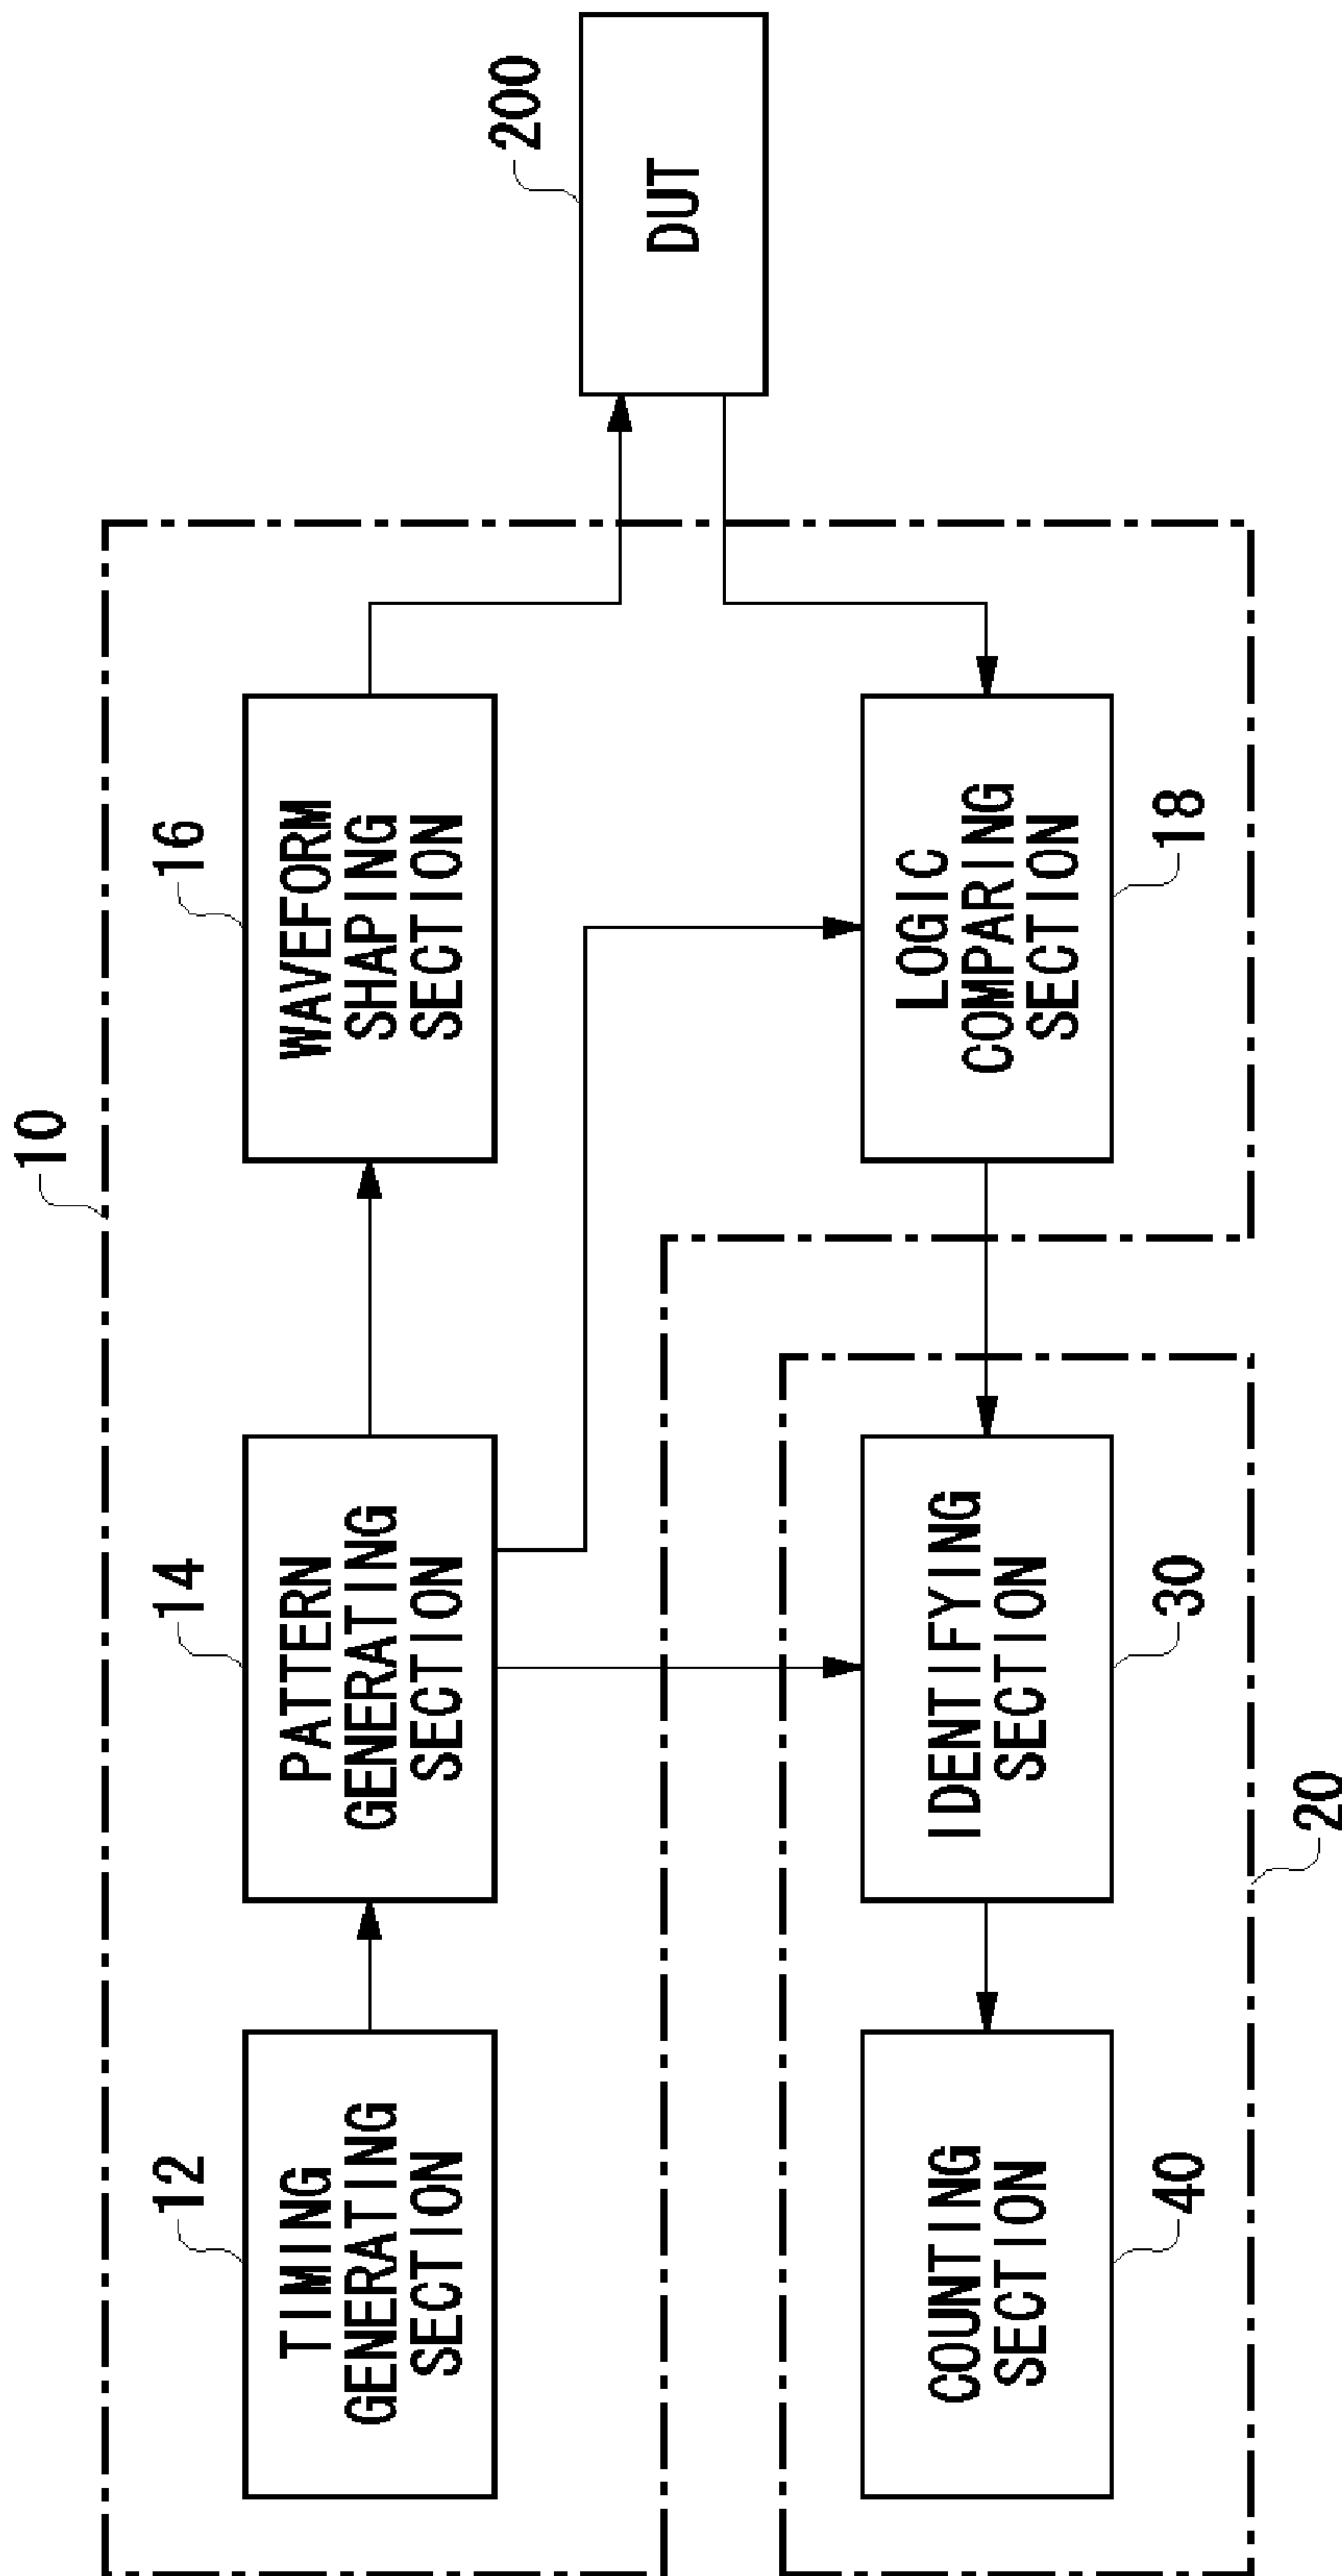 10
12
TIMING
GENERATING
SECTION
14
PATTERN
GENERATING
SECTION
16
WAVEFORM
SHAPING
SECTION
200
DUT
COUNTING
SECTION
40
IDENTIFYING
SECTION
30
LOGIC
COMPARING
SECTION
18
20